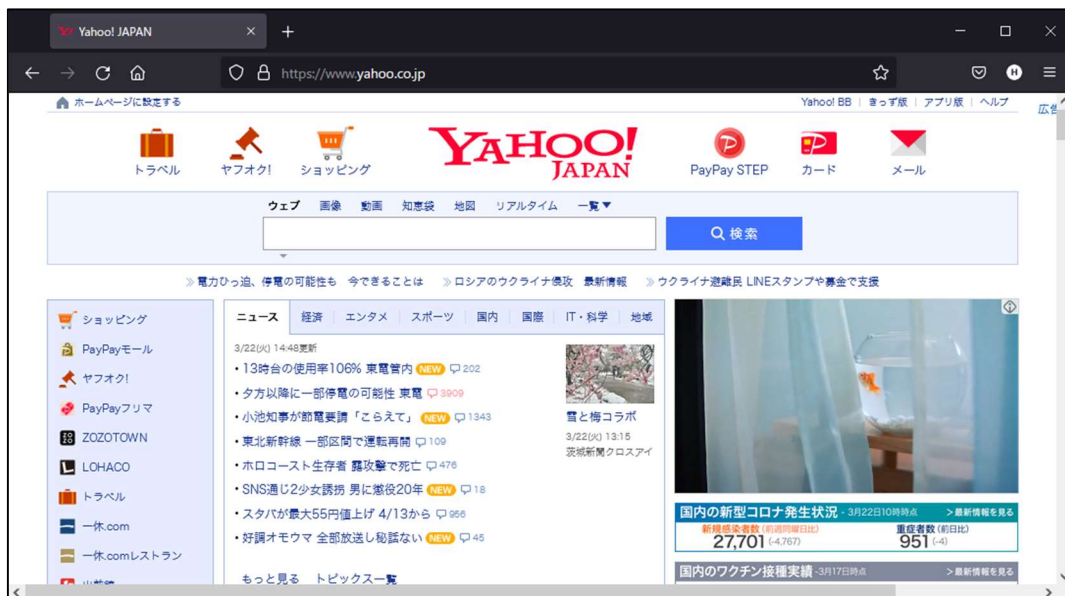 Yahoo! JAPAN
https://www.yahoo.co.jp
ホームページに設定する
Yahoo! BB | きっず版 | アプリ版 | ヘルプ
トラベル
ヤフオク!
ショッピング
YAHOO!
JAPAN
PayPay STEP
カード
メール
ウェブ 画像 動画 知恵袋 地図 リアルタイム 一覧▼
検索
電力ひっ迫、停電の可能性も 今できることは
ロシアのウクライナ侵攻 最新情報
ウクライナ避難民 LINEスタンプや募金で支援
ショッピング
PayPayモール
ヤフオク!
PayPayフリマ
ZOZOTOWN
LOHACO
トラベル
一休.com
一休.comレストラン
ニュース 経済 エンタメ スポーツ 国内 国際 IT・科学 地域
3/22(火) 14:48更新
・13時台の使用率106% 東電管内 NEW 202
・夕方以降に一部停電の可能性 東電 3909
・小池知事が節電要請「こらえて」 NEW 1343
・東北新幹線 一部区間で運転再開 109
・ホロコースト生存者 露攻撃で死亡 476
・SNS通じ2少女誘拐 男に懲役20年 NEW 18
・スタバが最大55円値上げ 4/13から 956
・好調オモウマ 全部放送し秘話ない NEW 45
もっと見る トピックス一覧
雪と梅コラボ
3/22(火) 13:15
茨城新聞クロスアイ
国内の新型コロナ発生状況 - 3月22日10時時点 >最新情報を見る
新規感染者数(前週同曜日比)
27,701 (-4,767)
重症者数(前日比)
951 (-4)
国内のワクチン接種実績 -3月17日時点 >最新情報を見る